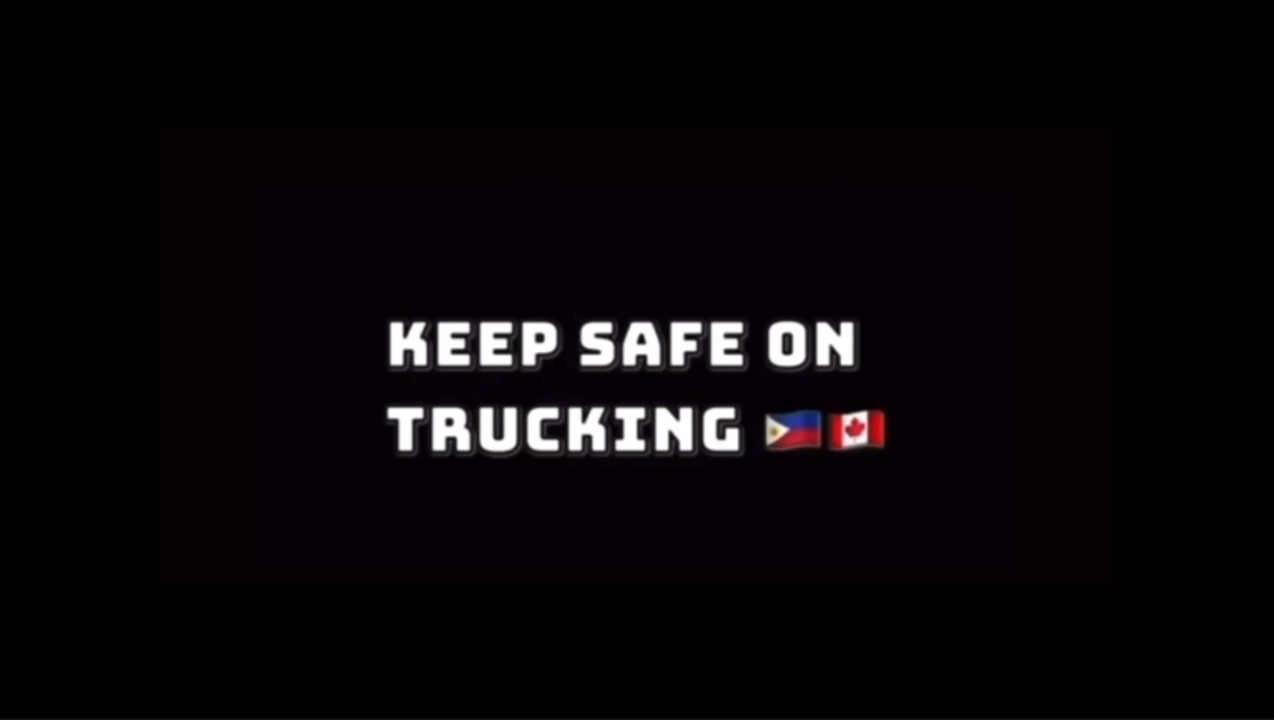 KEEP SAFE ON
TRUCKING 🇵🇭🇨🇦